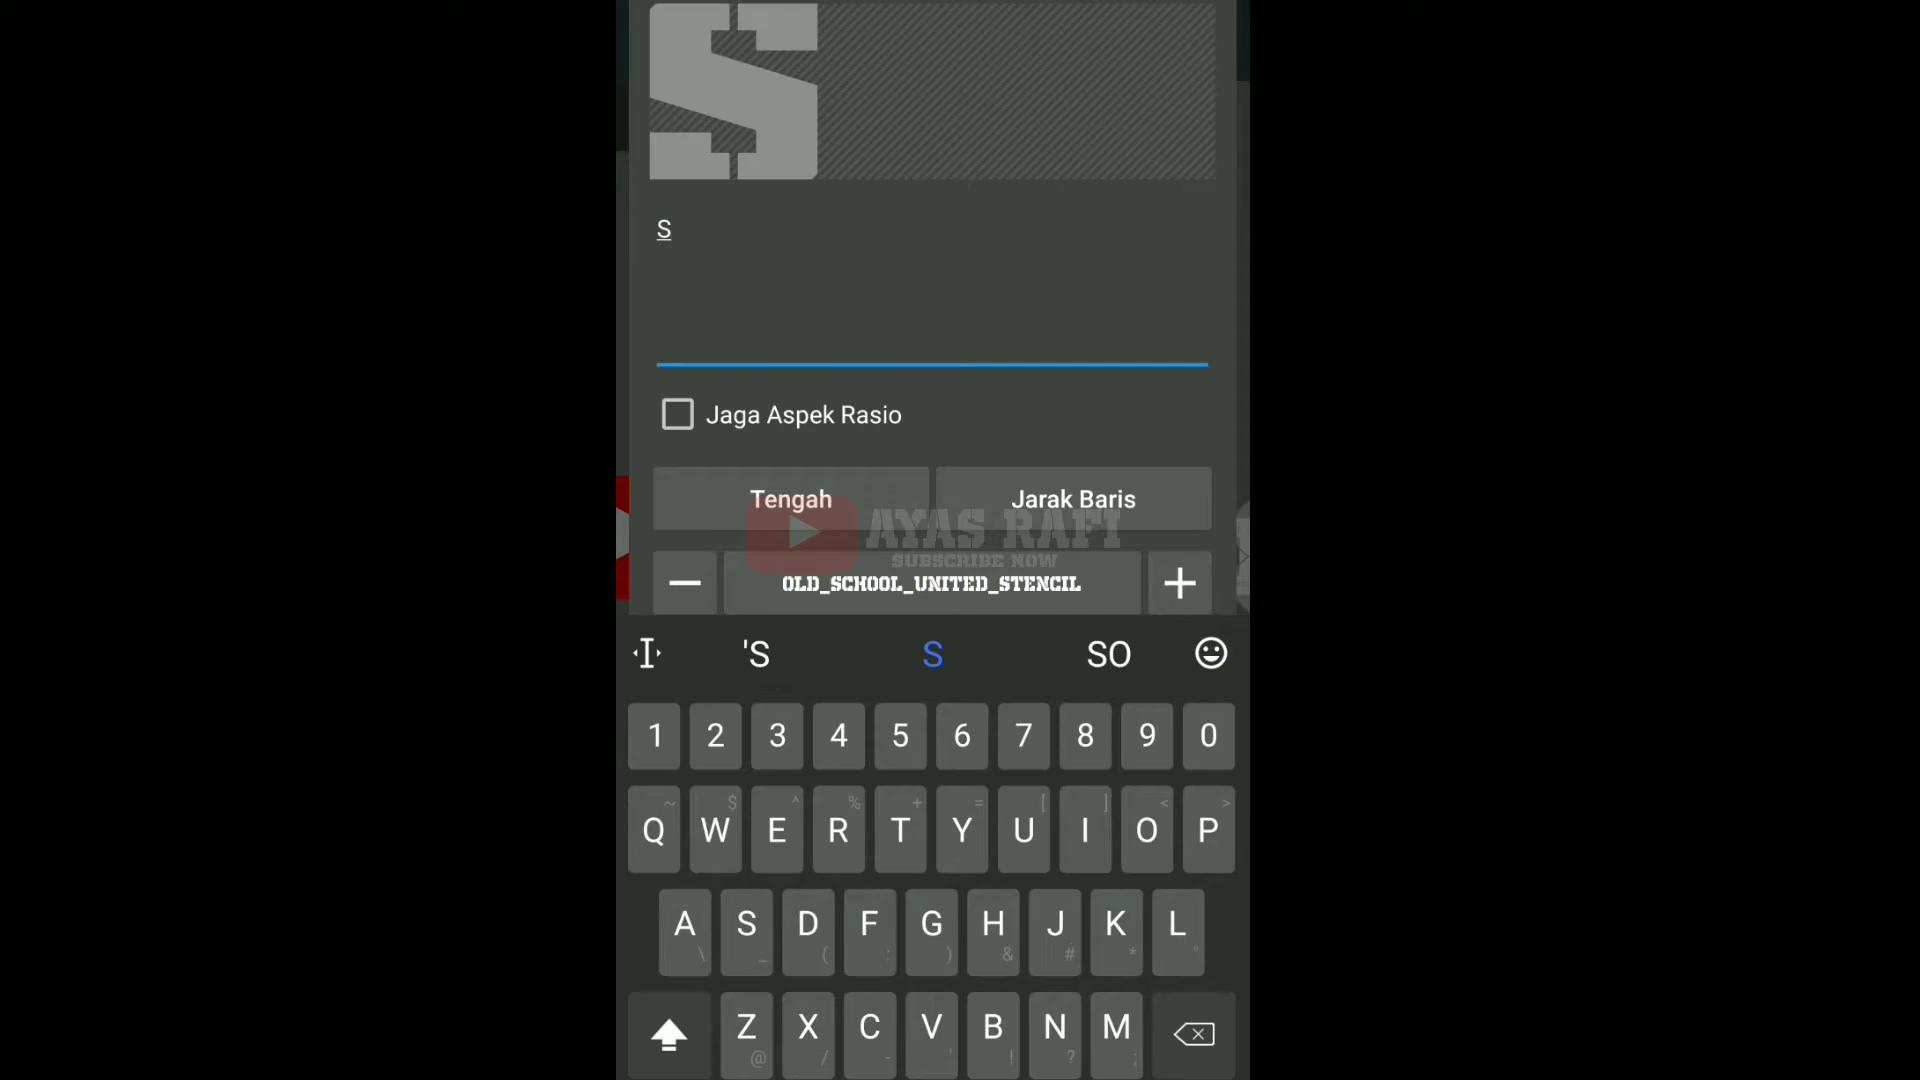 S
S
Jaga Aspek Rasio
Tengah Jarak Baris
AYAS RAFI
SUBSCRIBE NOW
OLD_SCHOOL_UNITED_STENCIL
'S S SO
1 2 3 4 5 6 7 8 9 0
~ $ ^ % + = [ ] < >
Q W E R T Y U I O P
A S D F G H J K L
\ _ ( : ) & # * "
Z X C V B N M
@ / - ' ! ? ;